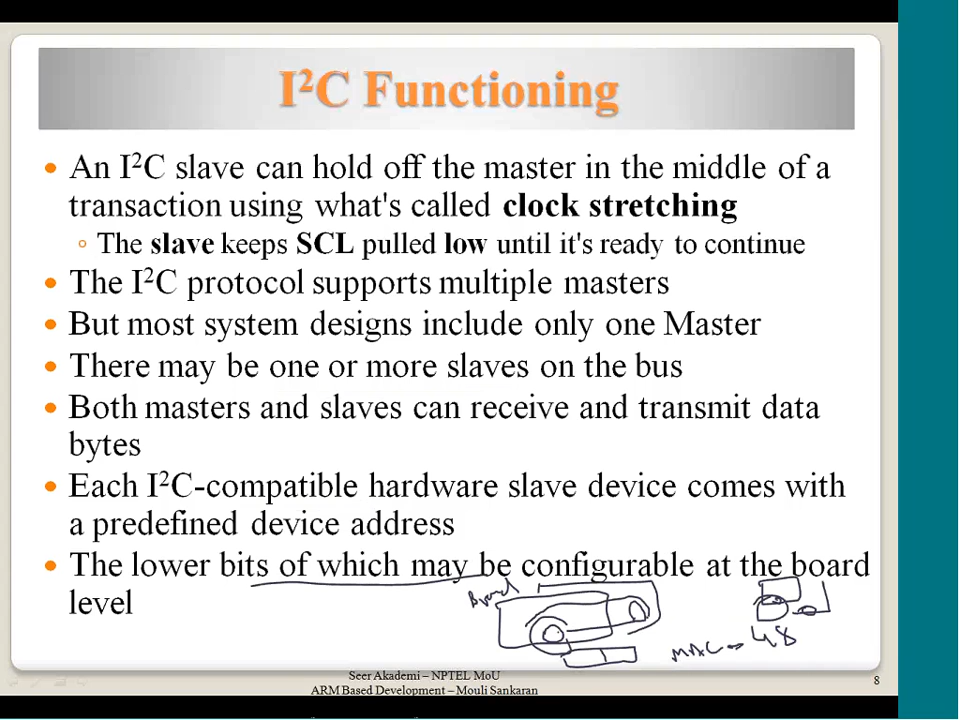 I²C Functioning
• An I²C slave can hold off the master in the middle of a
transaction using what's called clock stretching
◦ The slave keeps SCL pulled low until it's ready to continue
• The I²C protocol supports multiple masters
• But most system designs include only one Master
• There may be one or more slaves on the bus
• Both masters and slaves can receive and transmit data
bytes
• Each I²C-compatible hardware slave device comes with
a predefined device address
• The lower bits of which may be configurable at the board
level
Board
MAC → 48
Seer Akademi – NPTEL MoU
ARM Based Development – Mouli Sankaran
8